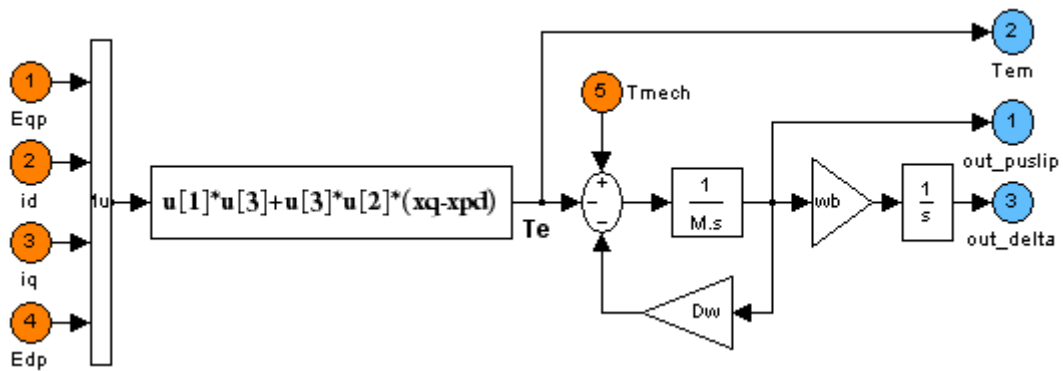 1
Eqp
2
id
3
iq
4
Edp
1u
u[1]*u[3]+u[3]*u[2]*(xq-xpd)
Te
5
Tmech
+
−
−
1
M.s
Dw
wb
1
s
2
Tem
1
out_puslip
3
out_delta